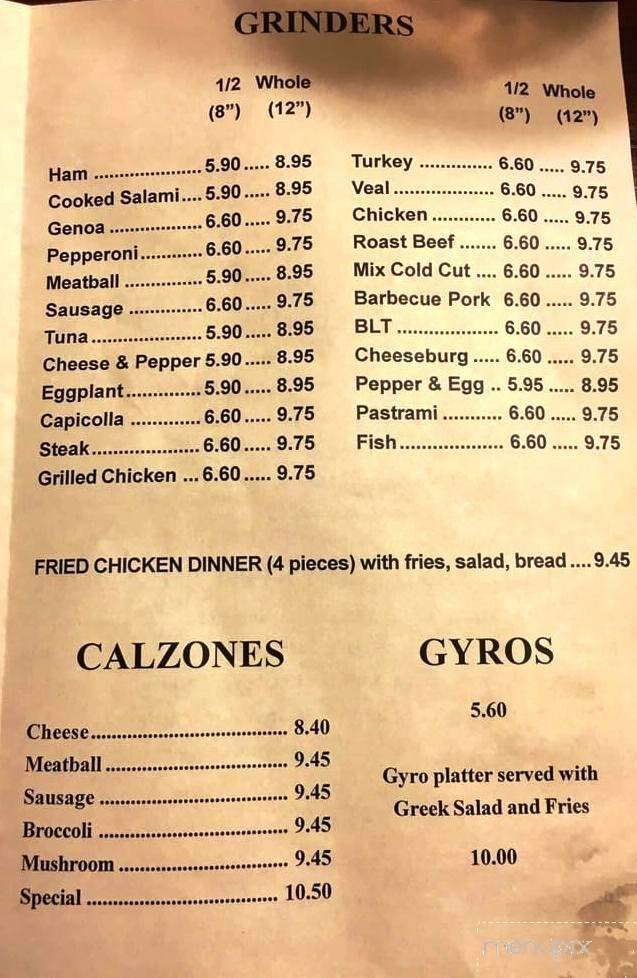 GRINDERS
1/2 Whole
(8”) (12”)
Ham ..................... 5.90..... 8.95
Cooked Salami.... 5.90..... 8.95
Genoa .................. 6.60..... 9.75
Pepperoni............ 6.60..... 9.75
Meatball ............... 5.90..... 8.95
Sausage .............. 6.60..... 9.75
Tuna ..................... 5.90..... 8.95
Cheese & Pepper 5.90..... 8.95
Eggplant.............. 5.90..... 8.95
Capicolla ............. 6.60..... 9.75
Steak..................... 6.60..... 9.75
Grilled Chicken ... 6.60..... 9.75
1/2 Whole
(8”) (12”)
Turkey .............. 6.60 ..... 9.75
Veal ................... 6.60 ..... 9.75
Chicken ............ 6.60 ..... 9.75
Roast Beef ....... 6.60 ..... 9.75
Mix Cold Cut .... 6.60 ..... 9.75
Barbecue Pork 6.60 ..... 9.75
BLT ................... 6.60 ..... 9.75
Cheeseburg ..... 6.60 ..... 9.75
Pepper & Egg .. 5.95 ..... 8.95
Pastrami ........... 6.60 ..... 9.75
Fish .................... 6.60 ..... 9.75
FRIED CHICKEN DINNER (4 pieces) with fries, salad, bread .... 9.45
CALZONES
Cheese...................................... 8.40
Meatball ................................... 9.45
Sausage .................................... 9.45
Broccoli .................................... 9.45
Mushroom ................................ 9.45
Special .................................... 10.50
GYROS
5.60
Gyro platter served with
Greek Salad and Fries
10.00
menupix